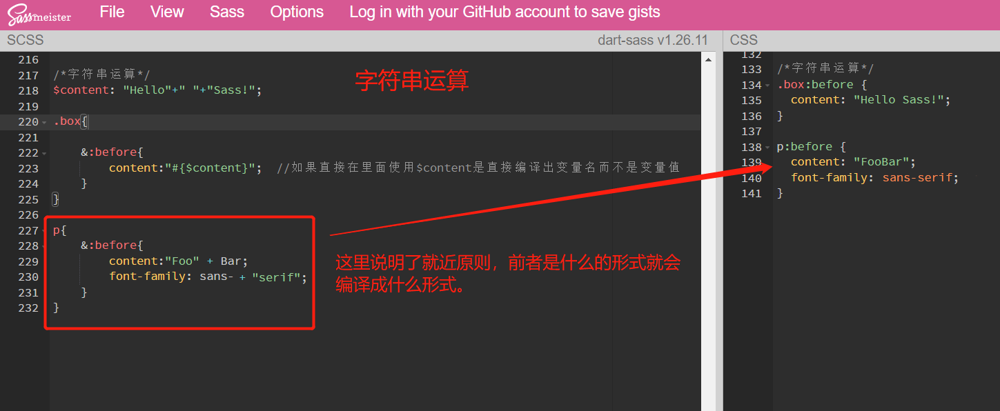 Sassmeister File View Sass Options Log in with your GitHub account to save gists
SCSS dart-sass v1.26.11
216
217 /*字符串运算*/
218 $content: "Hello"+" "+"Sass!";
219
220 .box{
221
222 &:before{
223 content:"#{$content}"; //如果直接在里面使用$content是直接编译出变量名而不是变量值
224 }
225 }
226
227 p{
228 &:before{
229 content:"Foo" + Bar;
230 font-family: sans- + "serif";
231 }
232 }
字符串运算
这里说明了就近原则，前者是什么的形式就会
编译成什么形式。
CSS
132
133 /*字符串运算*/
134 .box:before {
135 content: "Hello Sass!";
136 }
137
138 p:before {
139 content: "FooBar";
140 font-family: sans-serif;
141 }